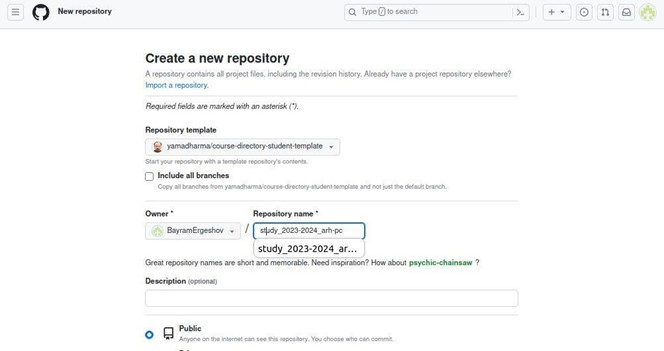 New repository
Type / to search
Create a new repository
A repository contains all project files, including the revision history. Already have a project repository elsewhere?
Import a repository.
Required fields are marked with an asterisk (*).
Repository template
yamadharma/course-directory-student-template
Start your repository with a template repository's contents.
Include all branches
Copy all branches from yamadharma/course-directory-student-template and not just the default branch.
Owner * Repository name *
BayramErgeshov / study_2023-2024_arh-pc
study_2023-2024_ar...
Great repository names are short and memorable. Need inspiration? How about psychic-chainsaw ?
Description (optional)
Public
Anyone on the internet can see this repository. You choose who can commit.